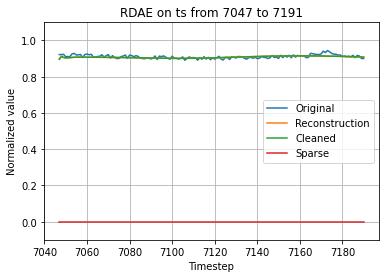 RDAE on ts from 7047 to 7191
Normalized value
1.0
0.8
0.6
0.4
0.2
0.0
Original
Reconstruction
Cleaned
Sparse
7040 7060 7080 7100 7120 7140 7160 7180
Timestep